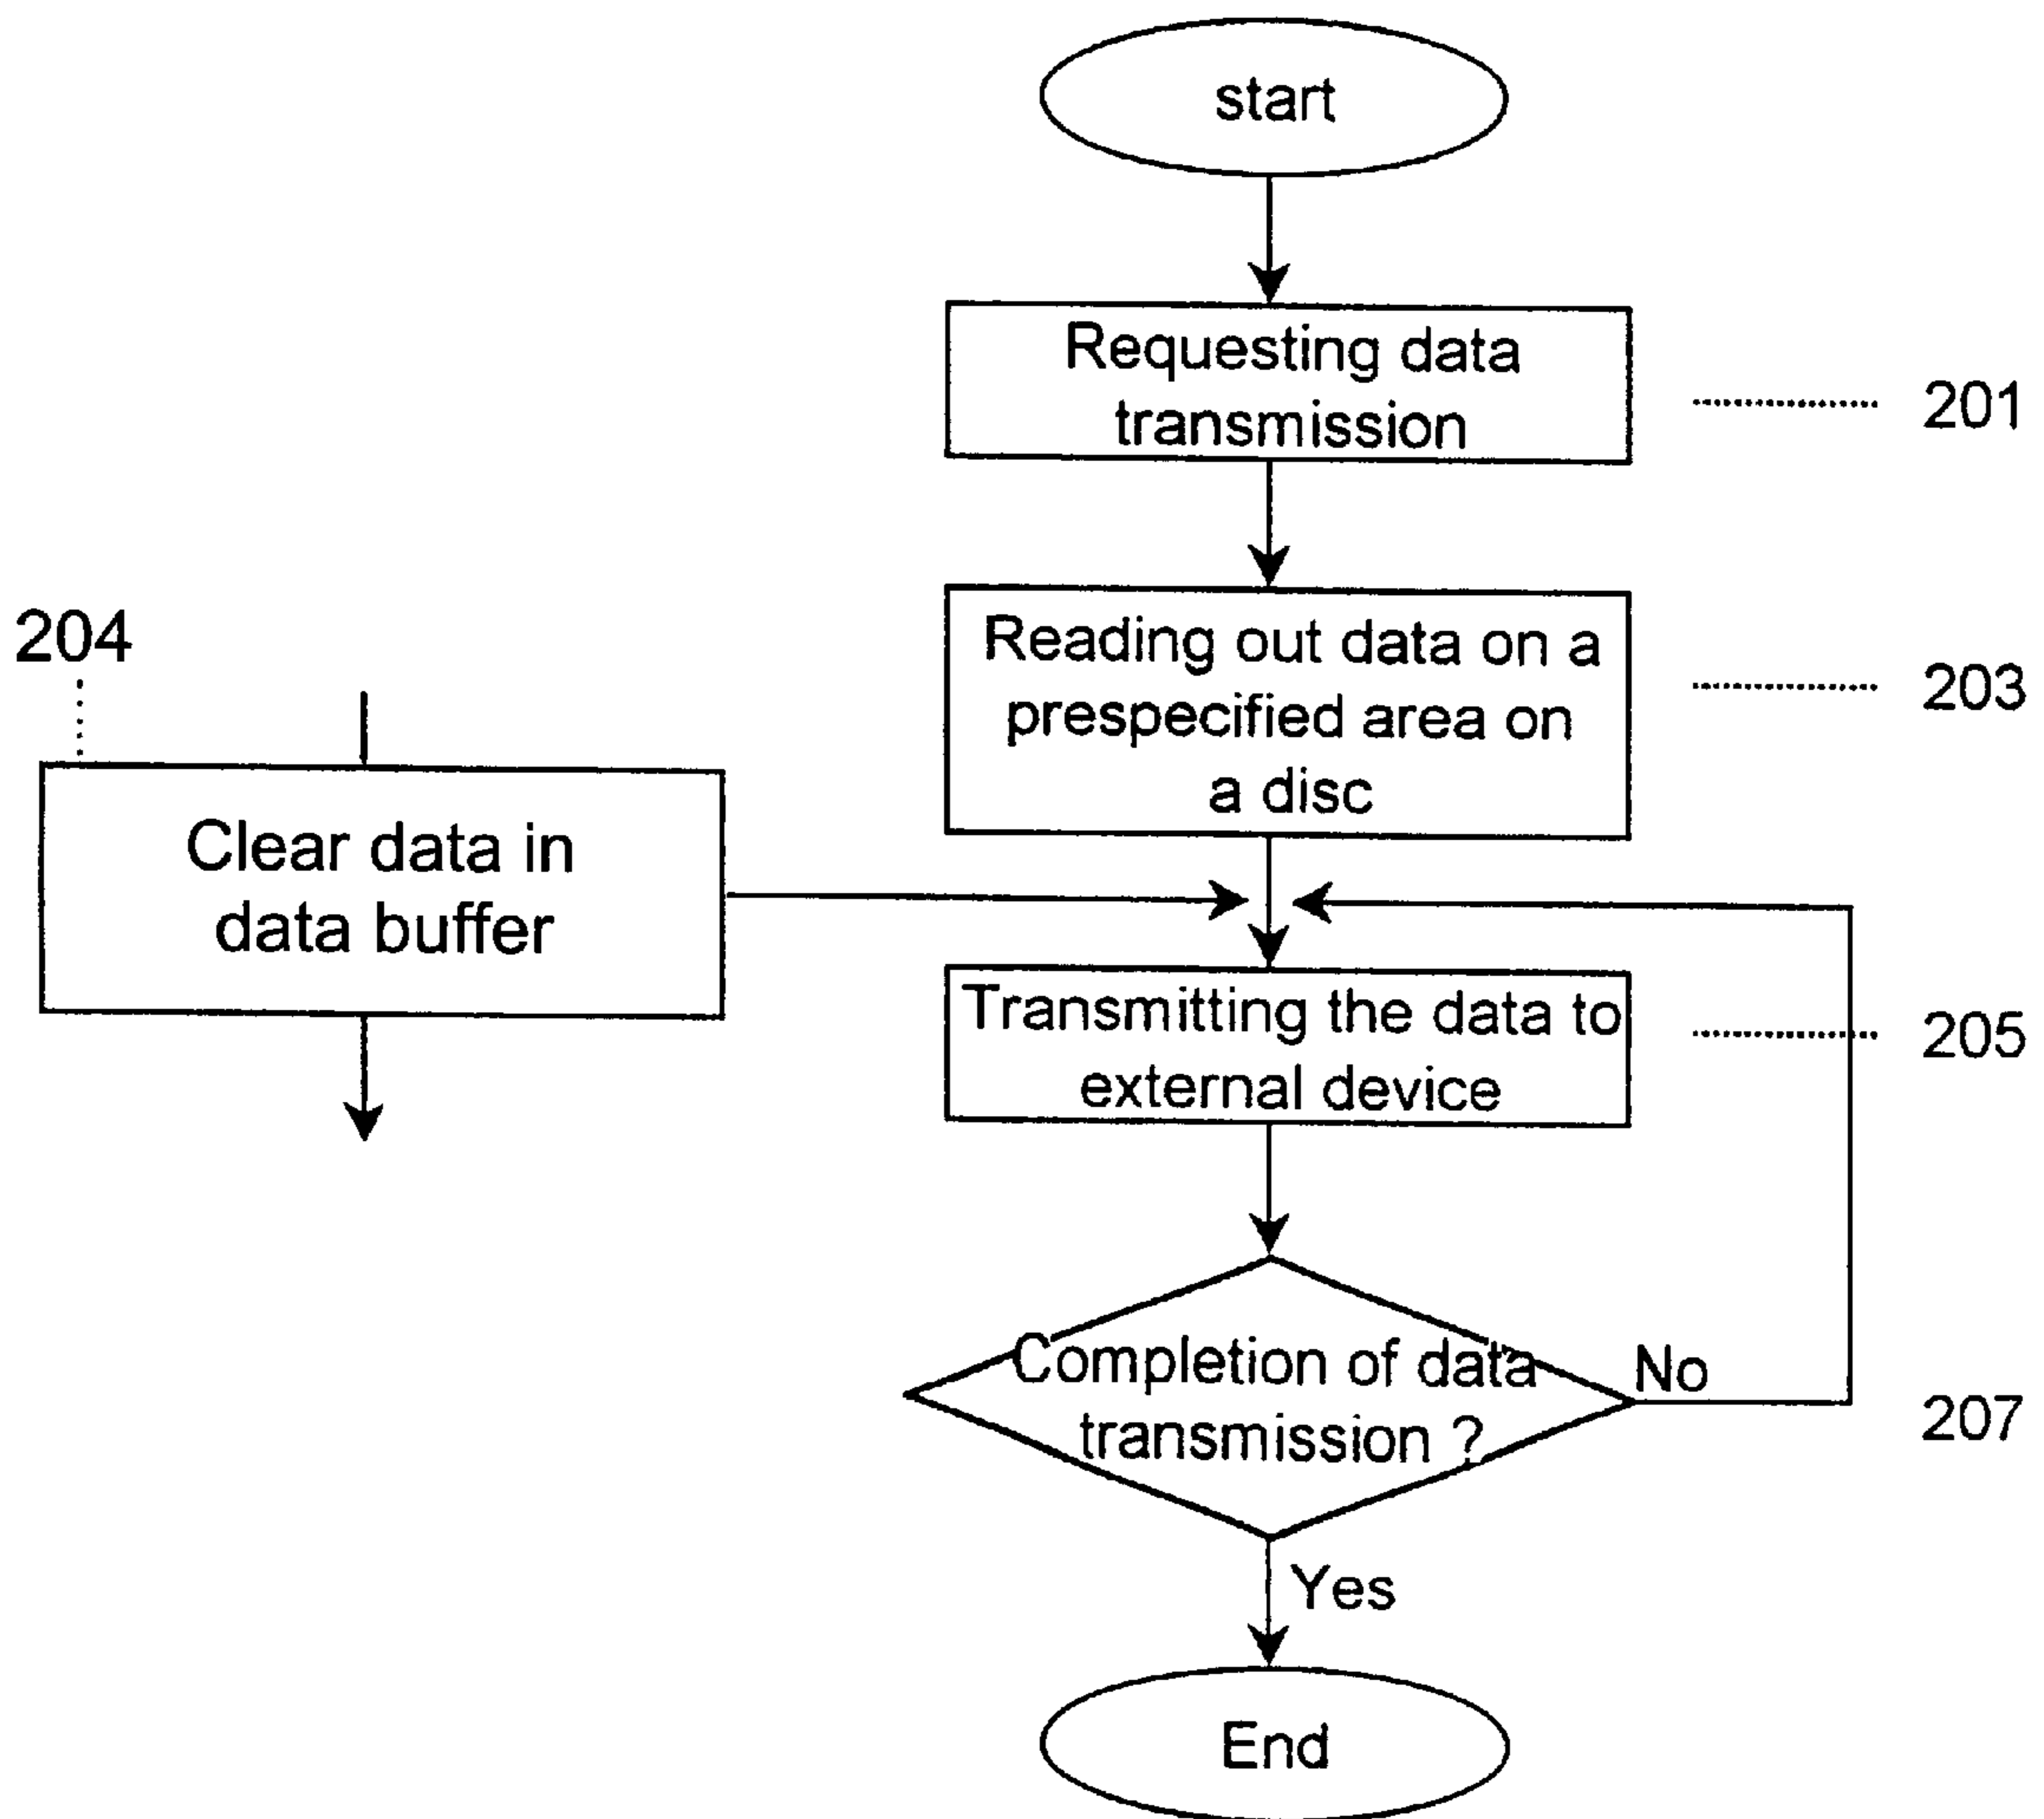 start
Requesting data
transmission
201
Reading out data on a
prespecified area on
a disc
203
204
Clear data in
data buffer
Transmitting the data to
external device
205
Completion of data
transmission ?
No
207
Yes
End